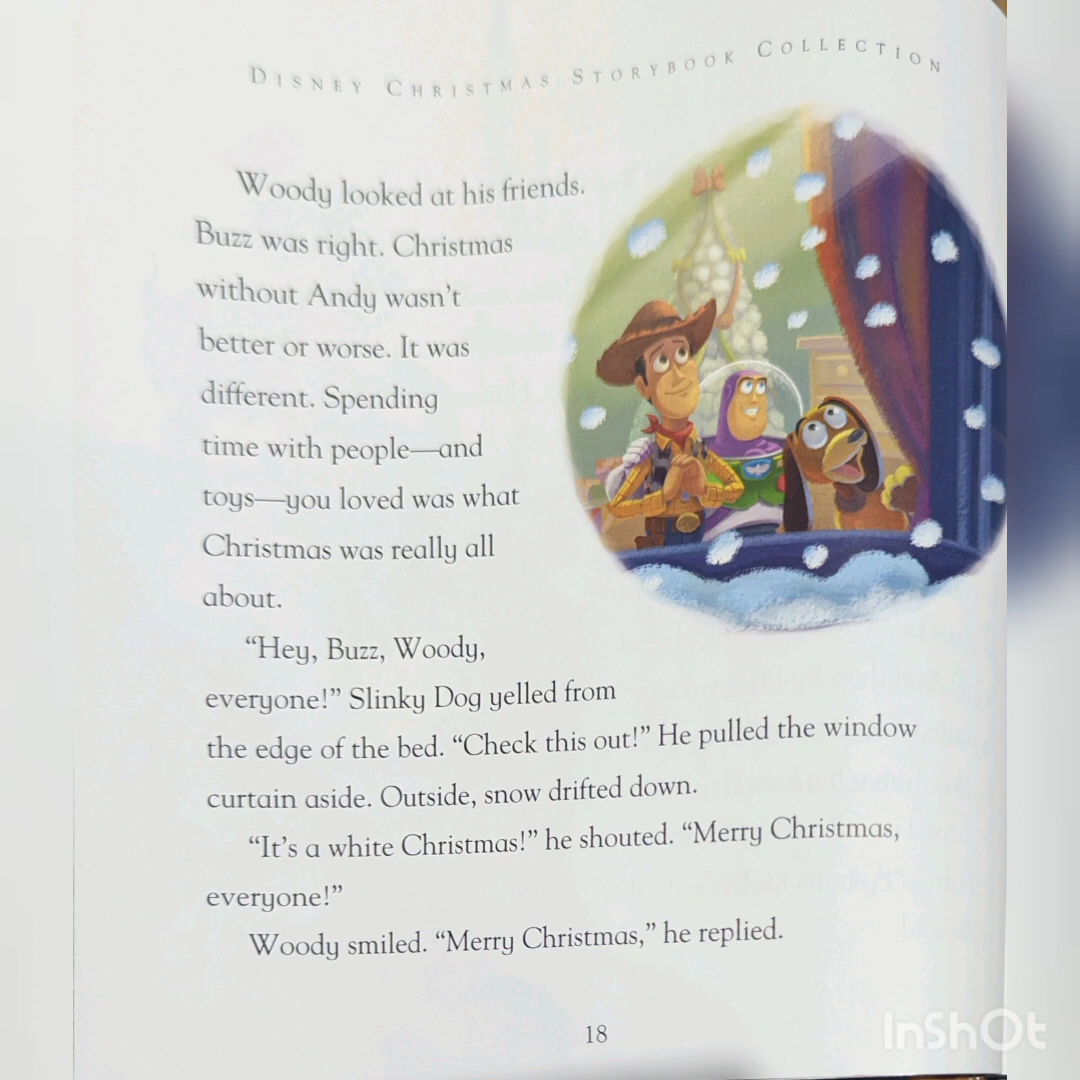 DISNEY CHRISTMAS STORYBOOK COLLECTION
Woody looked at his friends.
Buzz was right. Christmas
without Andy wasn't
better or worse. It was
different. Spending
time with people—and
toys—you loved was what
Christmas was really all
about.
“Hey, Buzz, Woody,
everyone!” Slinky Dog yelled from
the edge of the bed. “Check this out!” He pulled the window
curtain aside. Outside, snow drifted down.
“It's a white Christmas!” he shouted. “Merry Christmas,
everyone!”
Woody smiled. “Merry Christmas,” he replied.
18
InShOt